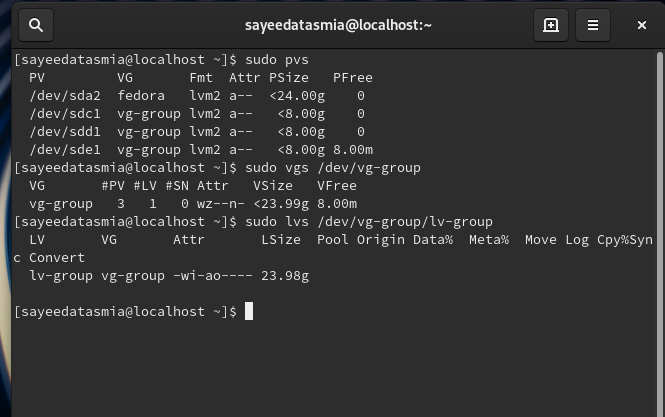 sayeedatasmia@localhost:~
[sayeedatasmia@localhost ~]$ sudo pvs
  PV         VG       Fmt  Attr PSize   PFree
  /dev/sda2  fedora   lvm2 a--  <24.00g    0
  /dev/sdc1  vg-group lvm2 a--   <8.00g    0
  /dev/sdd1  vg-group lvm2 a--   <8.00g    0
  /dev/sde1  vg-group lvm2 a--   <8.00g 8.00m
[sayeedatasmia@localhost ~]$ sudo vgs /dev/vg-group
  VG       #PV #LV #SN Attr   VSize   VFree
  vg-group   3   1   0 wz--n- <23.99g 8.00m
[sayeedatasmia@localhost ~]$ sudo lvs /dev/vg-group/lv-group
  LV       VG       Attr       LSize  Pool Origin Data%  Meta%  Move Log Cpy%Syn
c Convert
  lv-group vg-group -wi-ao---- 23.98g
[sayeedatasmia@localhost ~]$